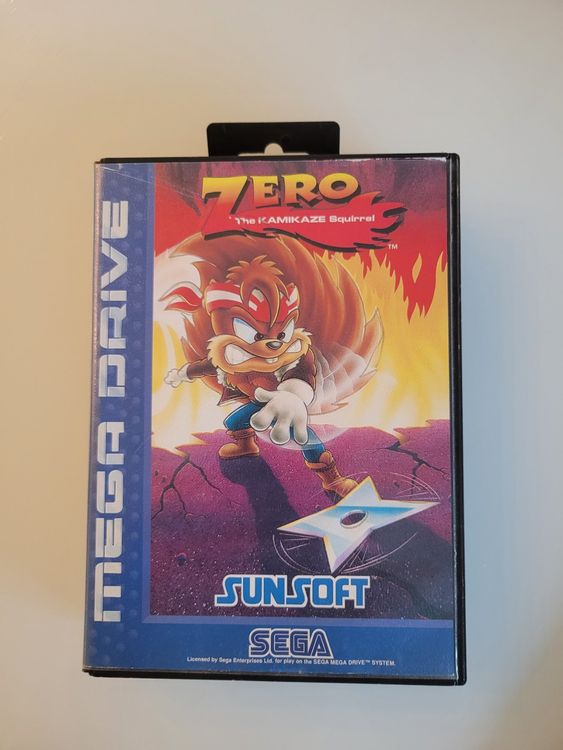 ZERO
The KAMIKAZE Squirrel
TM
MEGA DRIVE
SUNSOFT
SEGA
Licensed by Sega Enterprises Ltd. for play on the SEGA MEGA DRIVE™ SYSTEM.